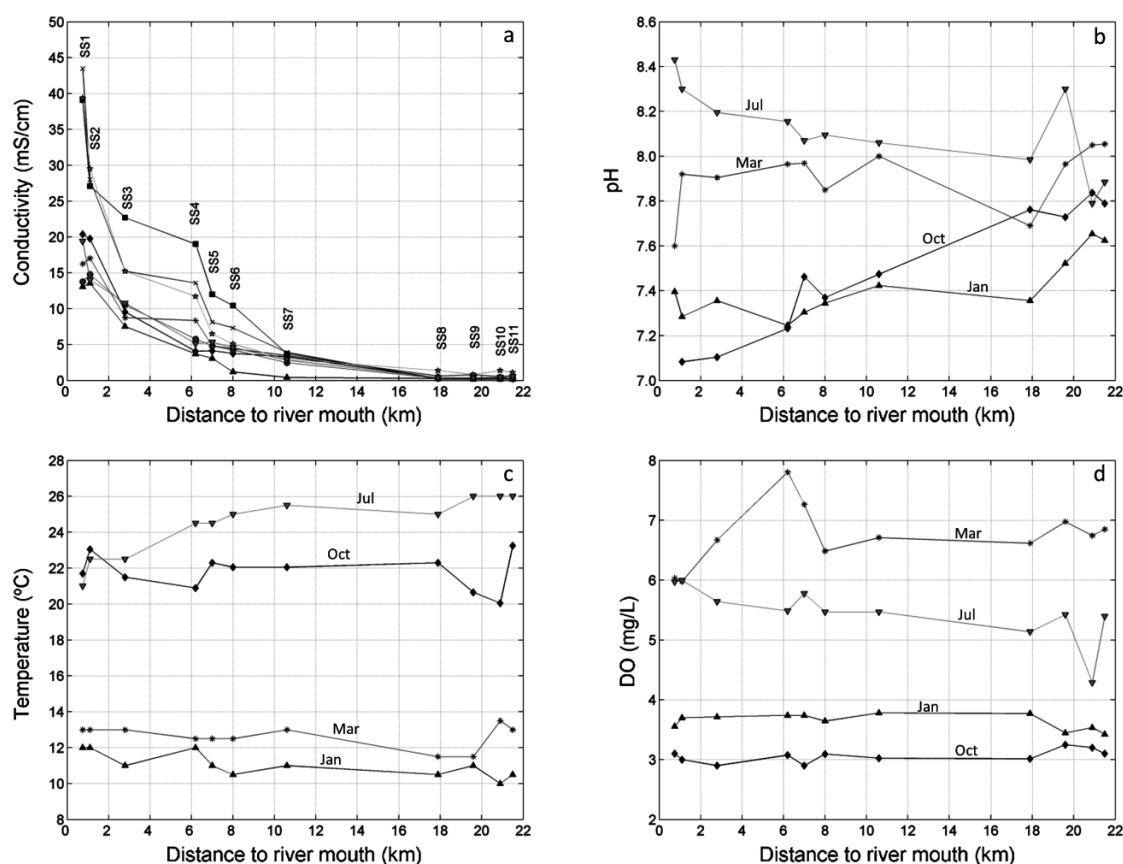 a
50
45
40
35
30
25
20
15
10
5
0
Conductivity (mS/cm)
SS1
SS2
SS3
SS4
SS5
SS6
SS7
SS8
SS9
SS10
SS11
0 2 4 6 8 10 12 14 16 18 20 22
Distance to river mouth (km)
b
8.6
8.4
8.2
8.0
7.8
7.6
7.4
7.2
7.0
pH
Jul
Mar
Oct
Jan
0 2 4 6 8 10 12 14 16 18 20 22
Distance to river mouth (km)
c
28
26
24
22
20
18
16
14
12
10
8
Temperature (ºC)
Jul
Oct
Mar
Jan
0 2 4 6 8 10 12 14 16 18 20 22
Distance to river mouth (km)
d
8
7
6
5
4
3
2
DO (mg/L)
Mar
Jul
Jan
Oct
0 2 4 6 8 10 12 14 16 18 20 22
Distance to river mouth (km)